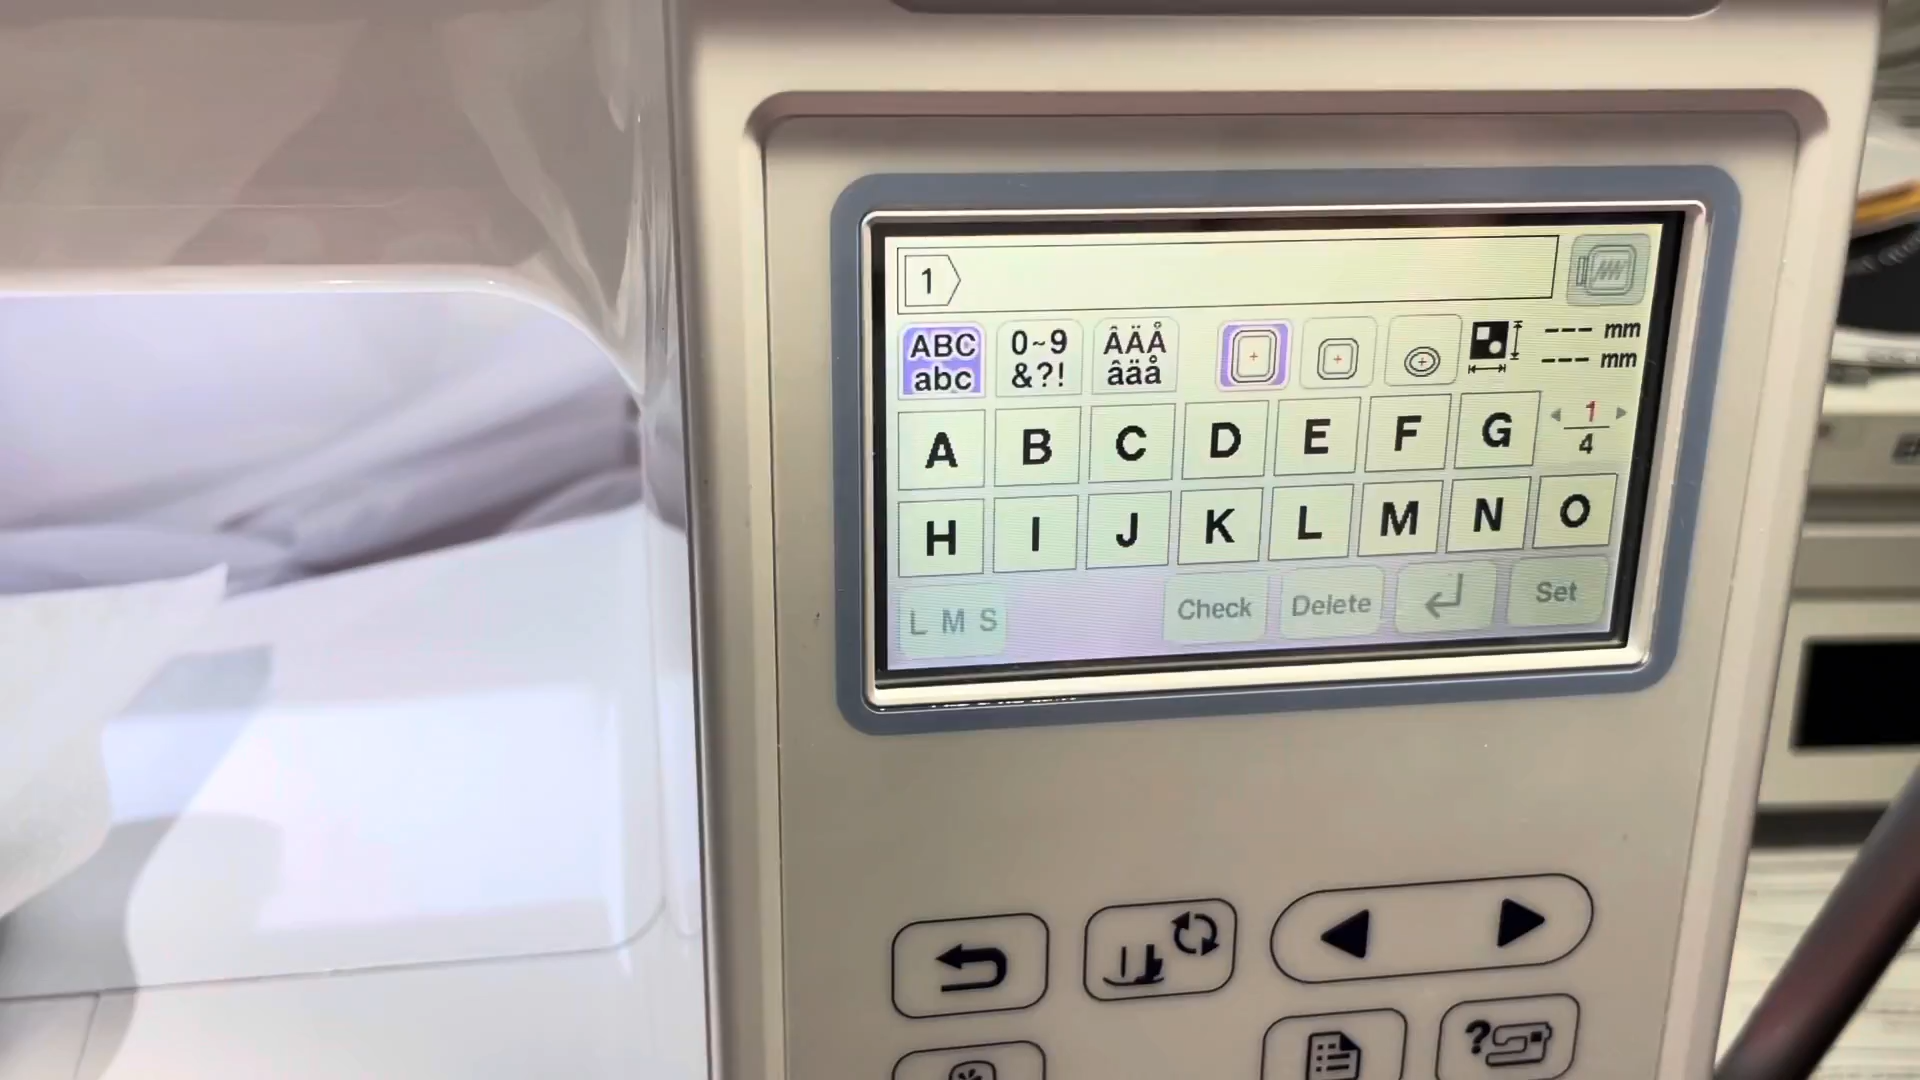 1
ABC 0~9 ÂÄÅ
abc &?! âäå
--- mm
--- mm
A B C D E F G
1
4
H I J K L M N O
L M S Check Delete Set
?